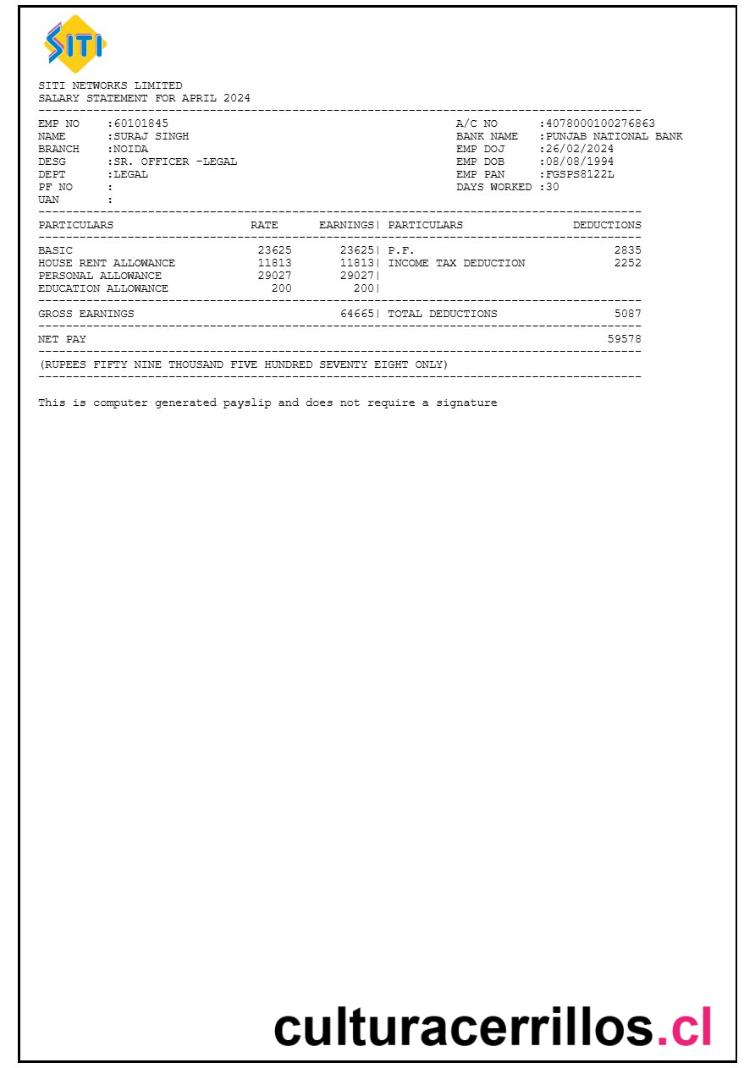 SITI
SITI NETWORKS LIMITED
SALARY STATEMENT FOR APRIL 2024
EMP NO :60101845 A/C NO :4078000100276863
NAME :SURAJ SINGH BANK NAME :PUNJAB NATIONAL BANK
BRANCH :NOIDA EMP DOJ :26/02/2024
DESG :SR. OFFICER -LEGAL EMP DOB :08/08/1994
DEPT :LEGAL EMP PAN :FGSPS8122L
PF NO : DAYS WORKED :30
UAN :
PARTICULARS RATE EARNINGS| PARTICULARS DEDUCTIONS
BASIC 23625 23625| P.F. 2835
HOUSE RENT ALLOWANCE 11813 11813| INCOME TAX DEDUCTION 2252
PERSONAL ALLOWANCE 29027 29027|
EDUCATION ALLOWANCE 200 200|
GROSS EARNINGS 64665| TOTAL DEDUCTIONS 5087
NET PAY 59578
(RUPEES FIFTY NINE THOUSAND FIVE HUNDRED SEVENTY EIGHT ONLY)
This is computer generated payslip and does not require a signature
culturacerrillos.cl